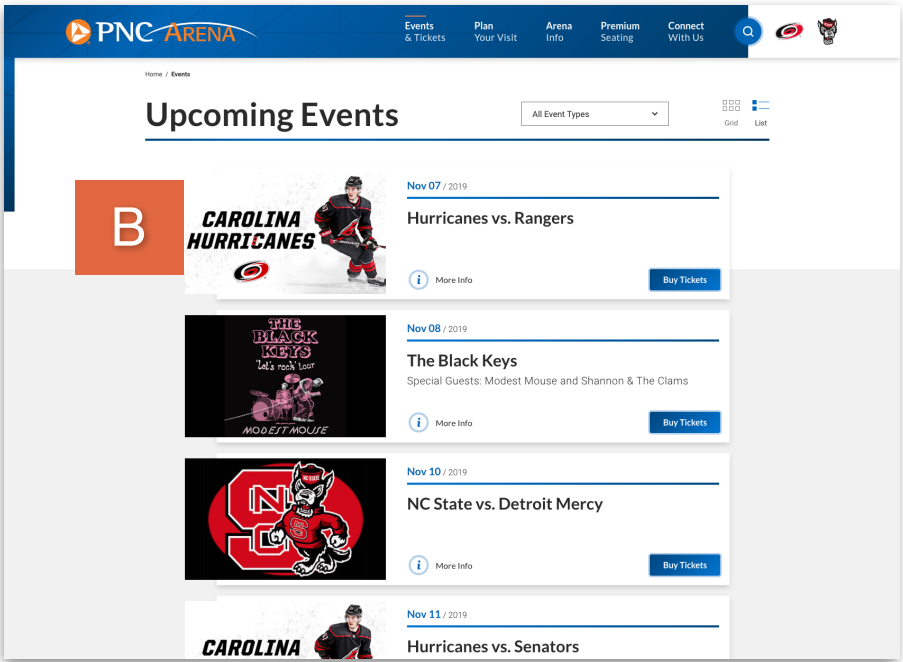 PNC ARENA
Events
& Tickets
Plan
Your Visit
Arena
Info
Premium
Seating
Connect
With Us
Home / Events
Upcoming Events
All Event Types
Grid
List
B
CAROLINA
HURRICANES
Nov 07 / 2019
Hurricanes vs. Rangers
i More Info
Buy Tickets
THE
BLACK
KEYS
"Let's rock" tour
MODEST MOUSE
Nov 08 / 2019
The Black Keys
Special Guests: Modest Mouse and Shannon & The Clams
i More Info
Buy Tickets
NC STATE
N
S
C
S
Nov 10 / 2019
NC State vs. Detroit Mercy
i More Info
Buy Tickets
CAROLINA
Nov 11 / 2019
Hurricanes vs. Senators